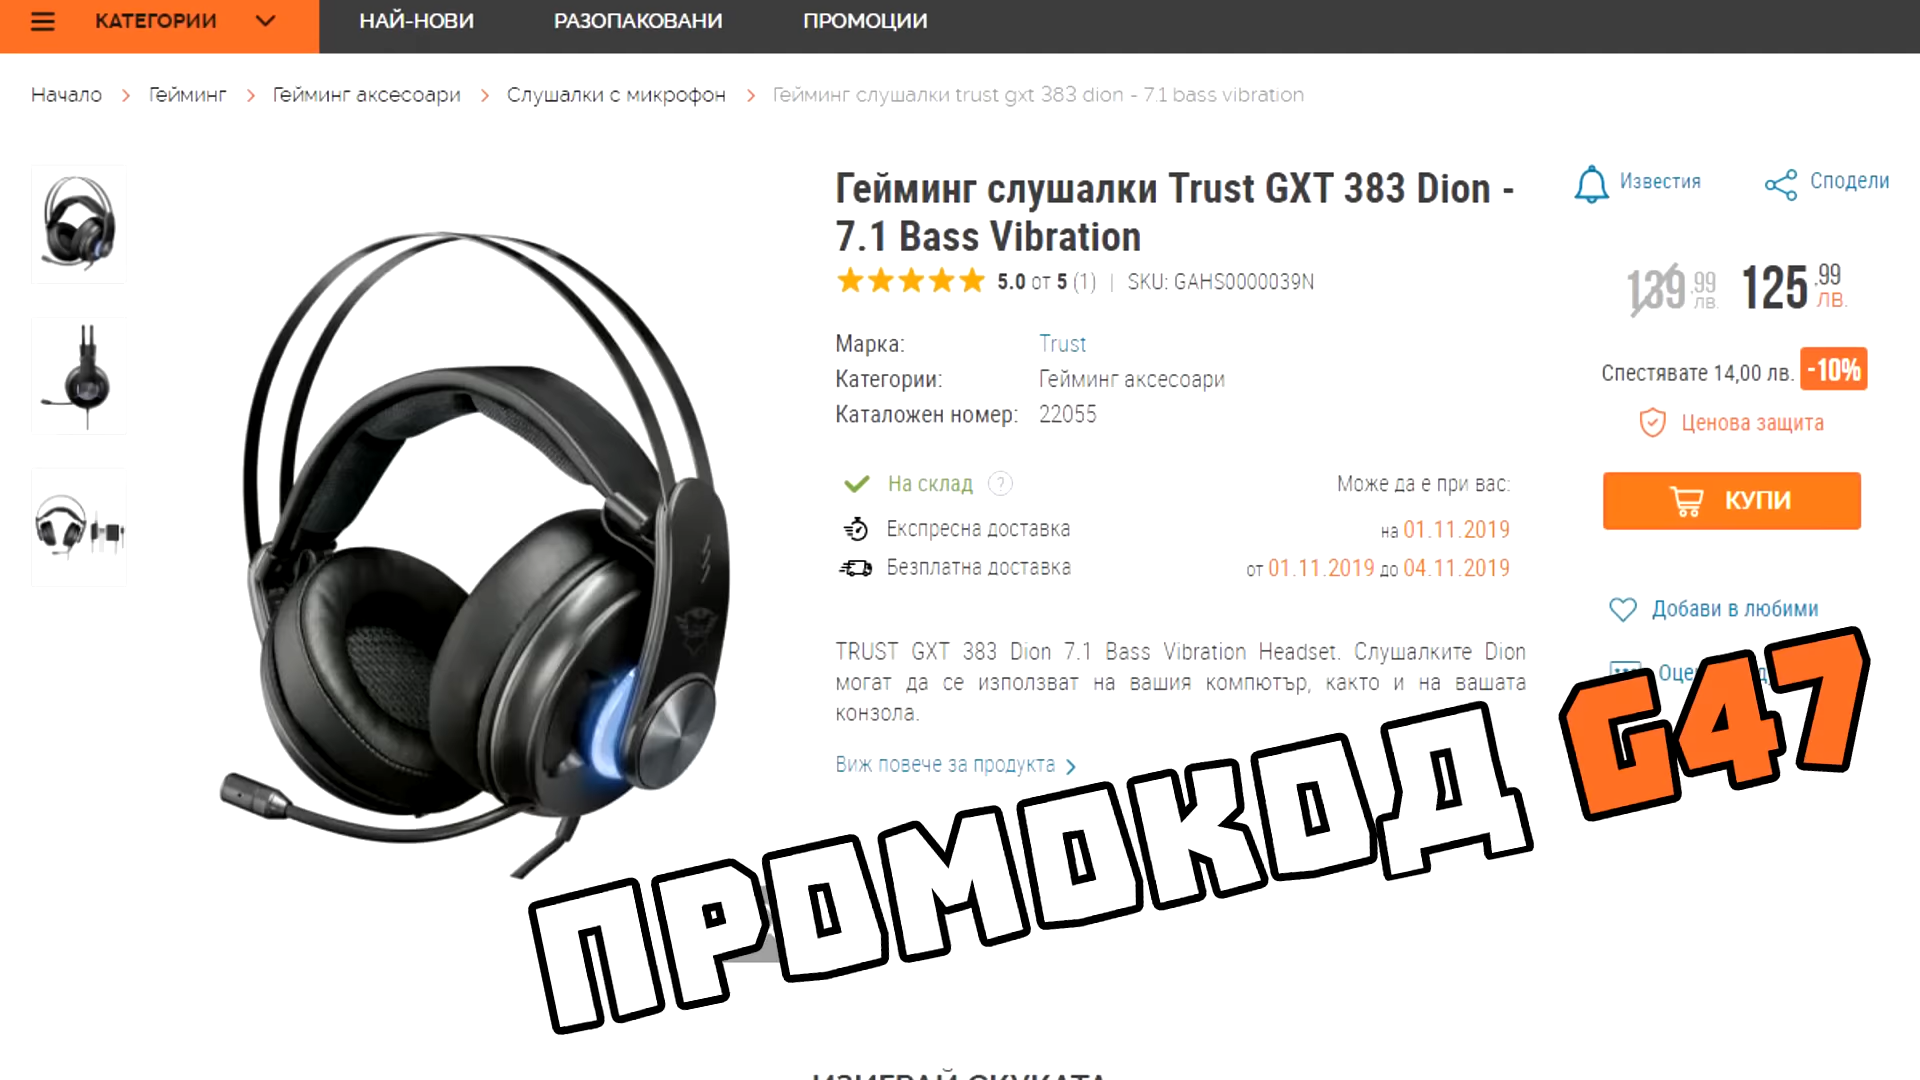 КАТЕГОРИИ НАЙ-НОВИ РАЗОПАКОВАНИ ПРОМОЦИИ
Начало > Гейминг > Гейминг аксесоари > Слушалки с микрофон > Гейминг слушалки trust gxt 383 dion - 7.1 bass vibration
Гейминг слушалки Trust GXT 383 Dion -
7.1 Bass Vibration
5.0 от 5 (1) | SKU: GAHS0000039N
Марка: Trust
Категории: Гейминг аксесоари
Каталожен номер: 22055
На склад ? Може да е при вас:
Експресна доставка на 01.11.2019
Безплатна доставка от 01.11.2019 до 04.11.2019
TRUST GXT 383 Dion 7.1 Bass Vibration Headset. Слушалките Dion
могат да се използват на вашия компютър, както и на вашата
конзола.
Виж повече за продукта >
Известия Сподели
139.99 лв. 125.99 лв.
Спестявате 14,00 лв. -10%
Ценова защита
КУПИ
Добави в любими
ПРОМОКОД G47
ИЗИГРАЙ ОКУКАТА